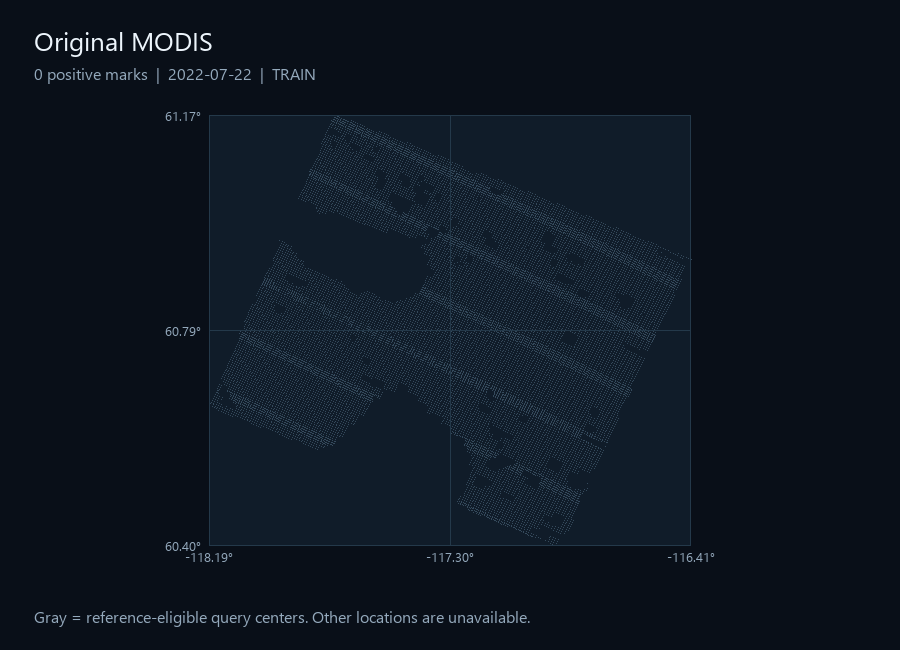 Original MODIS
0 positive marks | 2022-07-22 | TRAIN
61.17°
60.79°
60.40°
-118.19°
-117.30°
-116.41°
Gray = reference-eligible query centers. Other locations are unavailable.